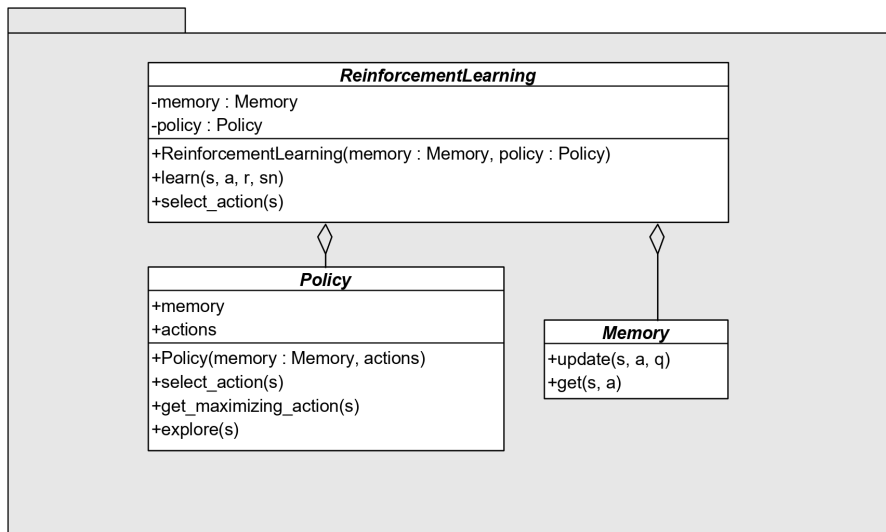 ReinforcementLearning
-memory : Memory
-policy : Policy
+ReinforcementLearning(memory : Memory, policy : Policy)
+learn(s, a, r, sn)
+select_action(s)
Policy
+memory
+actions
+Policy(memory : Memory, actions)
+select_action(s)
+get_maximizing_action(s)
+explore(s)
Memory
+update(s, a, q)
+get(s, a)